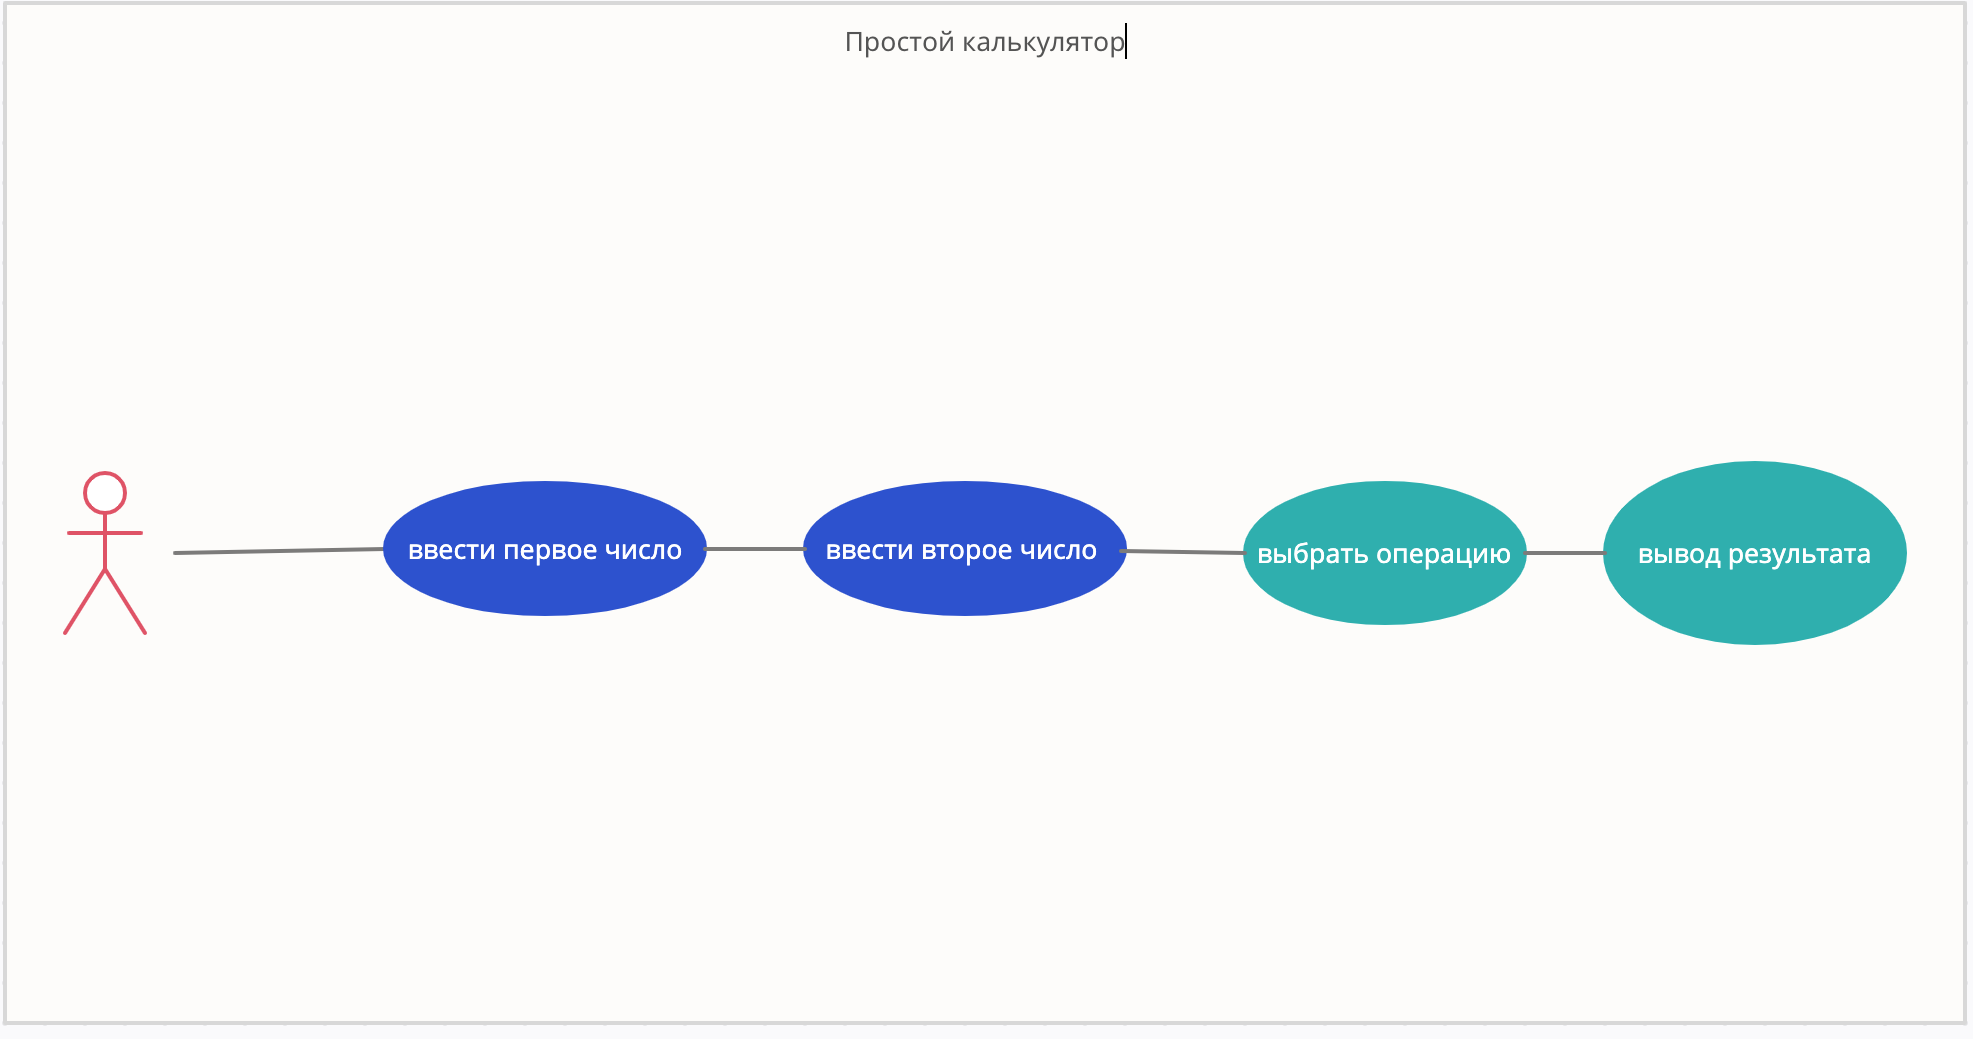 Простой калькулятор
ввести первое число
ввести второе число
выбрать операцию
вывод результата